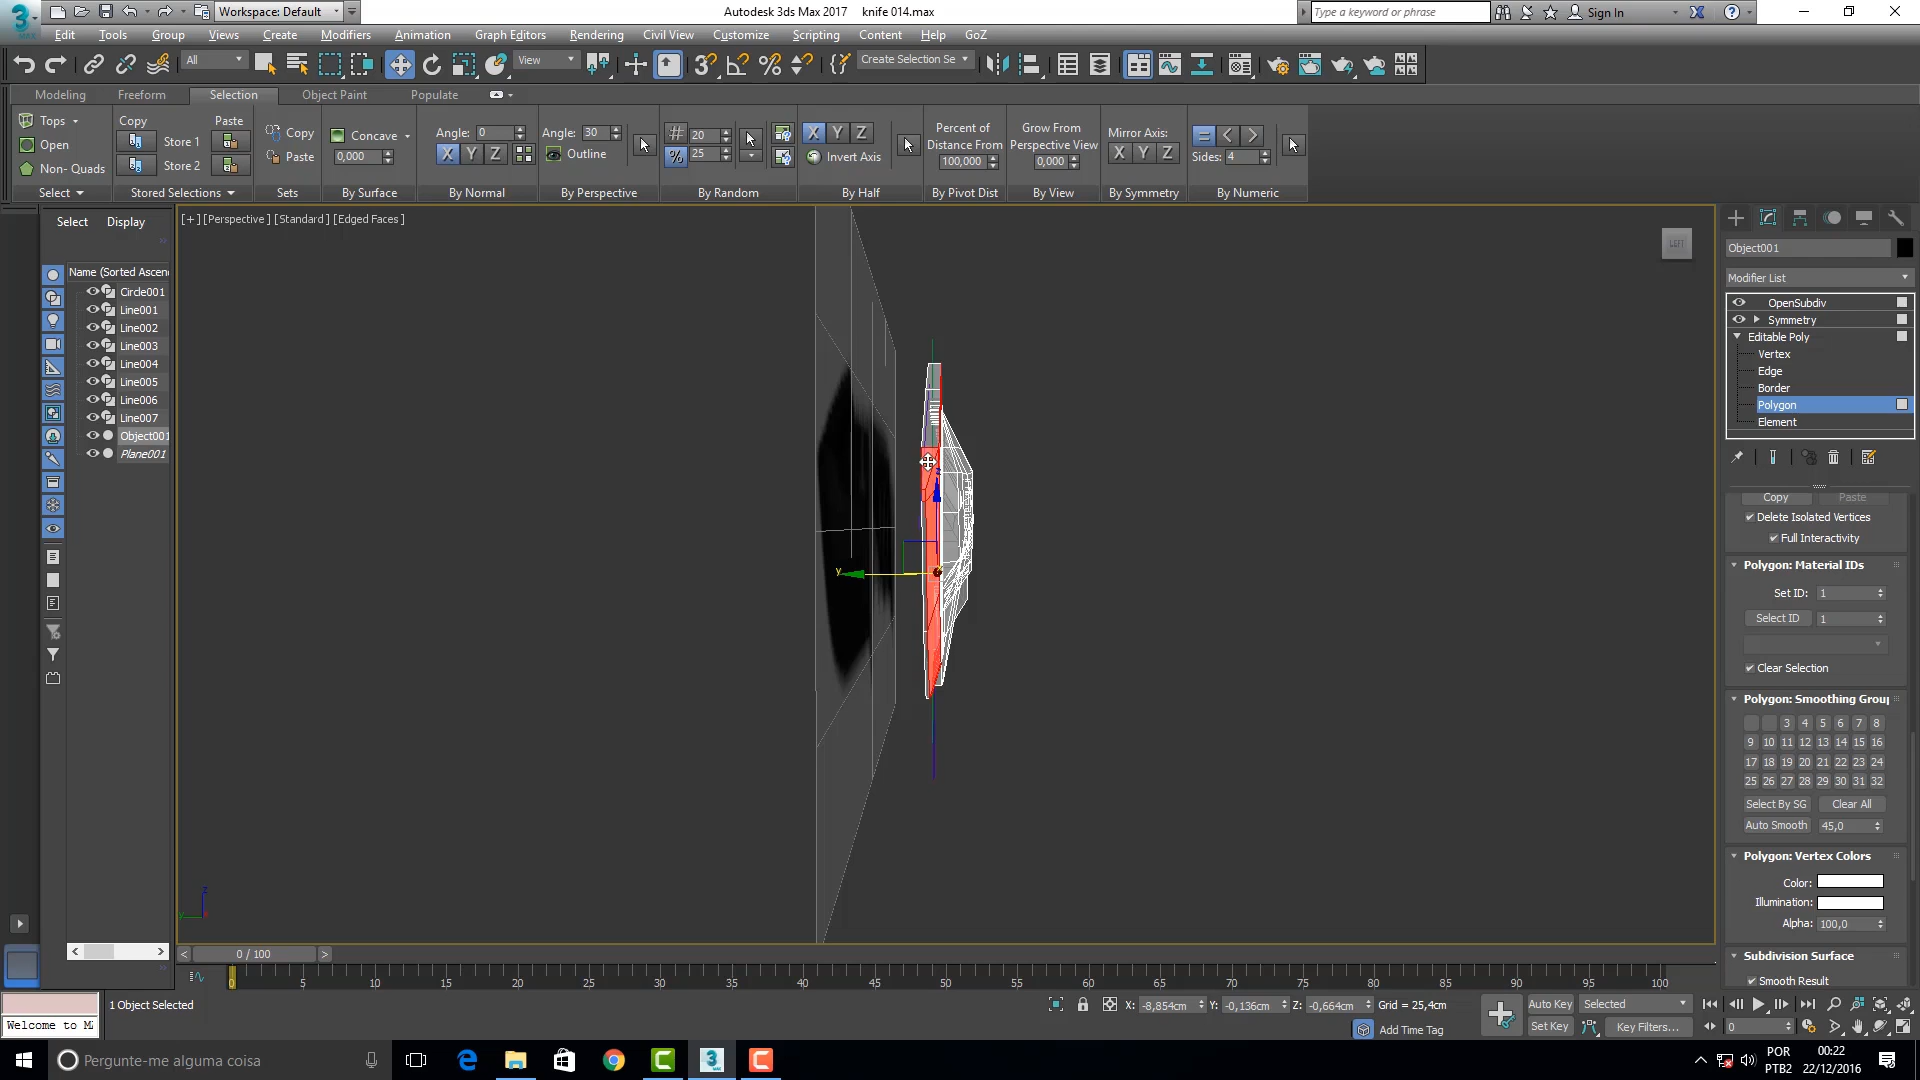 Workspace: Default
Autodesk 3ds Max 2017    knife 014.max
Type a keyword or phrase
Sign In
MAX
Edit Tools Group Views Create Modifiers Animation Graph Editors Rendering Civil View Customize Scripting Content Help GoZ
All
View
Create Selection Se
Modeling Freeform Selection Object Paint Populate
Tops
Open
Non- Quads
Select
Copy Paste
Store 1
Store 2
Stored Selections
Copy
Paste
Sets
Concave
0,000
By Surface
Angle: 0
X Y Z
By Normal
Angle: 30
Outline
By Perspective
# 20
% 25
By Random
X Y Z
Invert Axis
By Half
Percent of
Distance From
100,000
By Pivot Dist
Grow From
Perspective View
0,000
By View
Mirror Axis:
X Y Z
By Symmetry
= < >
Sides: 4
By Numeric
Select Display
Name (Sorted Ascen
Circle001
Line001
Line002
Line003
Line004
Line005
Line006
Line007
Object001
Plane001
[+] [Perspective ] [Standard ] [Edged Faces ]
LEFT
y
z
z
y
Object001
Modifier List
OpenSubdiv
Symmetry
Editable Poly
Vertex
Edge
Border
Polygon
Element
Copy Paste
Delete Isolated Vertices
Full Interactivity
Polygon: Material IDs
Set ID: 1
Select ID 1
Clear Selection
Polygon: Smoothing Group
3 4 5 6 7 8
9 10 11 12 13 14 15 16
17 18 19 20 21 22 23 24
25 26 27 28 29 30 31 32
Select By SG Clear All
Auto Smooth 45,0
Polygon: Vertex Colors
Color:
Illumination:
Alpha: 100,0
Subdivision Surface
Smooth Result
< 0 / 100 >
0 5 10 15 20 25 30 35 40 45 50 55 60 65 70 75 80 85 90 95 100
1 Object Selected
Welcome to M
X: -8,854cm Y: -0,136cm Z: -0,664cm Grid = 25,4cm
Add Time Tag
Auto Key Selected
Set Key Key Filters...
0
Pergunte-me alguma coisa
POR
PTB2
00:22
22/12/2016